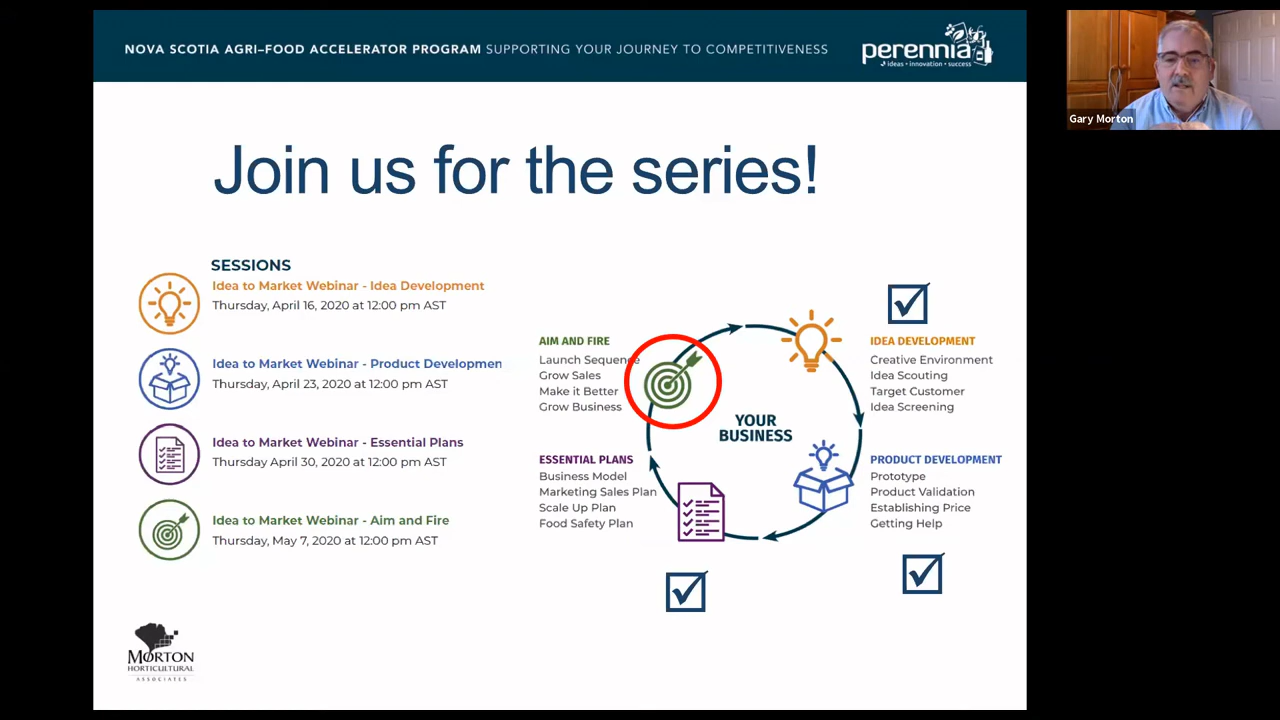 NOVA SCOTIA AGRI–FOOD ACCELERATOR PROGRAM SUPPORTING YOUR JOURNEY TO COMPETITIVENESS
perennia
ideas • innovation • success
Gary Morton
Join us for the series!
SESSIONS
Idea to Market Webinar - Idea Development
Thursday, April 16, 2020 at 12:00 pm AST
Idea to Market Webinar - Product Developmen
Thursday, April 23, 2020 at 12:00 pm AST
Idea to Market Webinar - Essential Plans
Thursday April 30, 2020 at 12:00 pm AST
Idea to Market Webinar - Aim and Fire
Thursday, May 7, 2020 at 12:00 pm AST
AIM AND FIRE
Launch Sequence
Grow Sales
Make it Better
Grow Business
IDEA DEVELOPMENT
Creative Environment
Idea Scouting
Target Customer
Idea Screening
YOUR
BUSINESS
ESSENTIAL PLANS
Business Model
Marketing Sales Plan
Scale Up Plan
Food Safety Plan
PRODUCT DEVELOPMENT
Prototype
Product Validation
Establishing Price
Getting Help
MORTON
HORTICULTURAL
ASSOCIATES